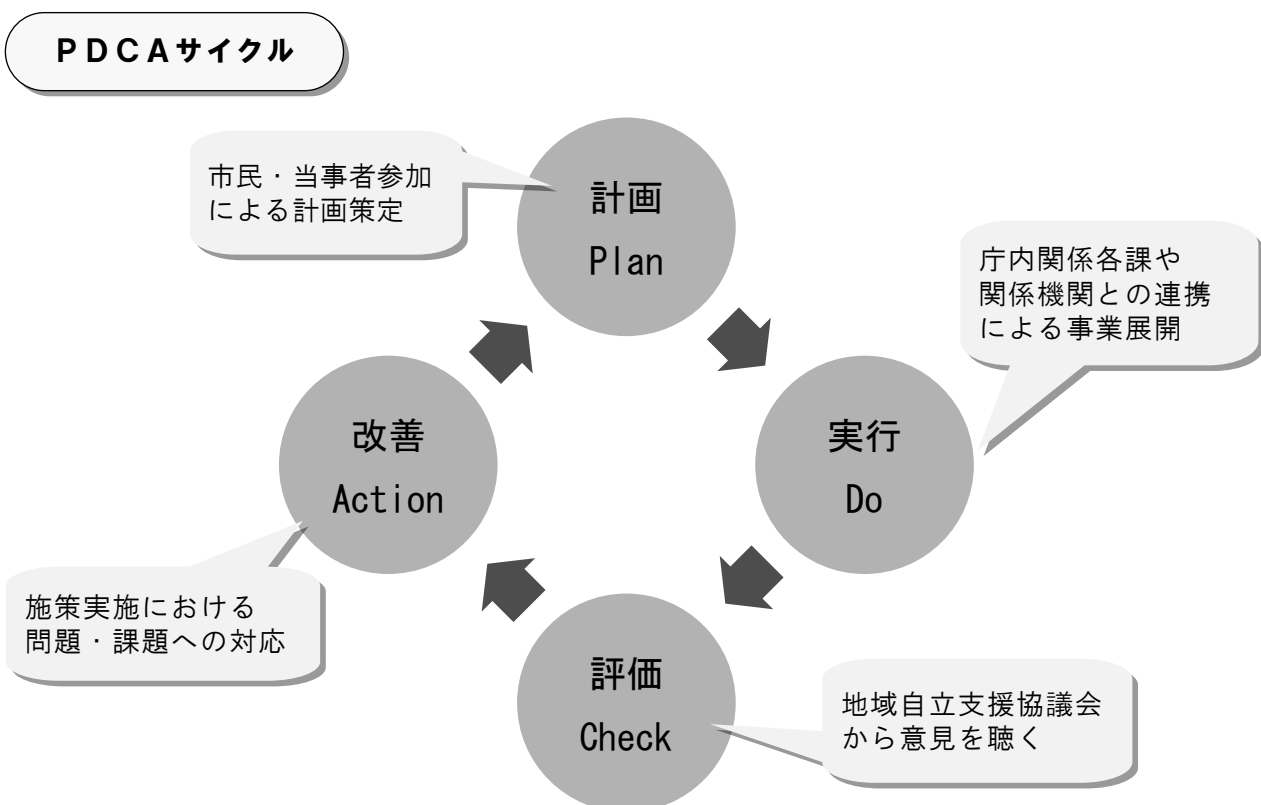 PDCAサイクル
市民・当事者参加
による計画策定
計画
Plan
庁内関係各課や
関係機関との連携
による事業展開
実行
Do
改善
Action
施策実施における
問題・課題への対応
評価
Check
地域自立支援協議会
から意見を聴く